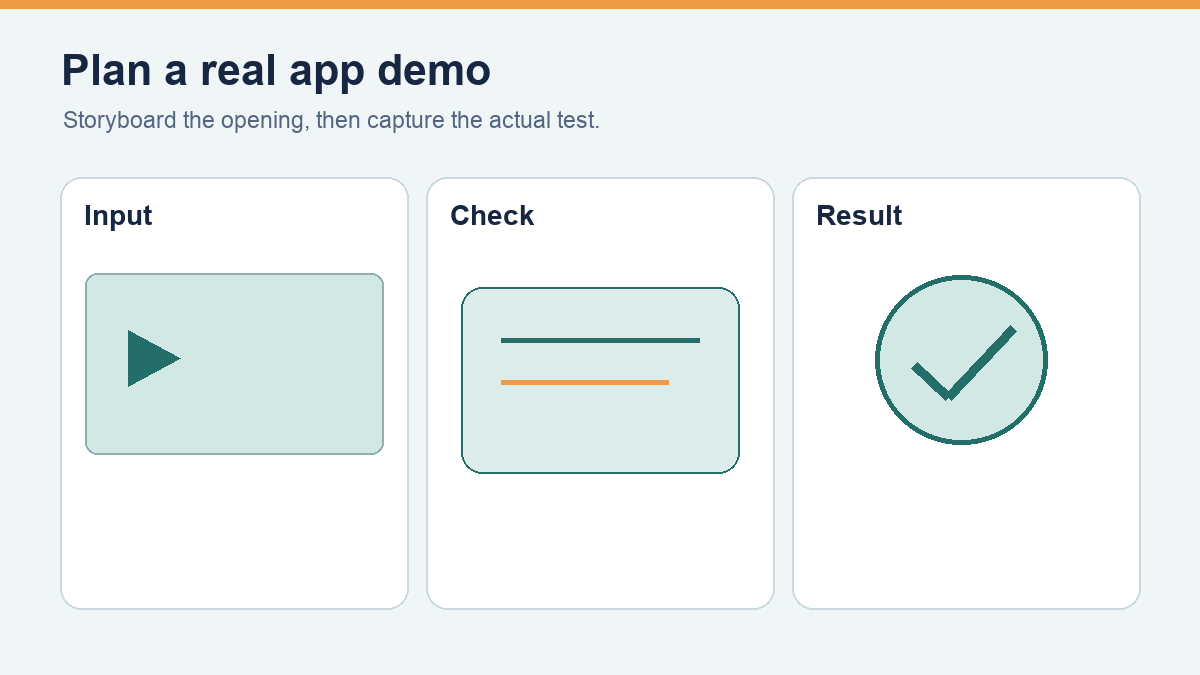 Plan a real app demo
Storyboard the opening, then capture the actual test.
Input
Check
Result